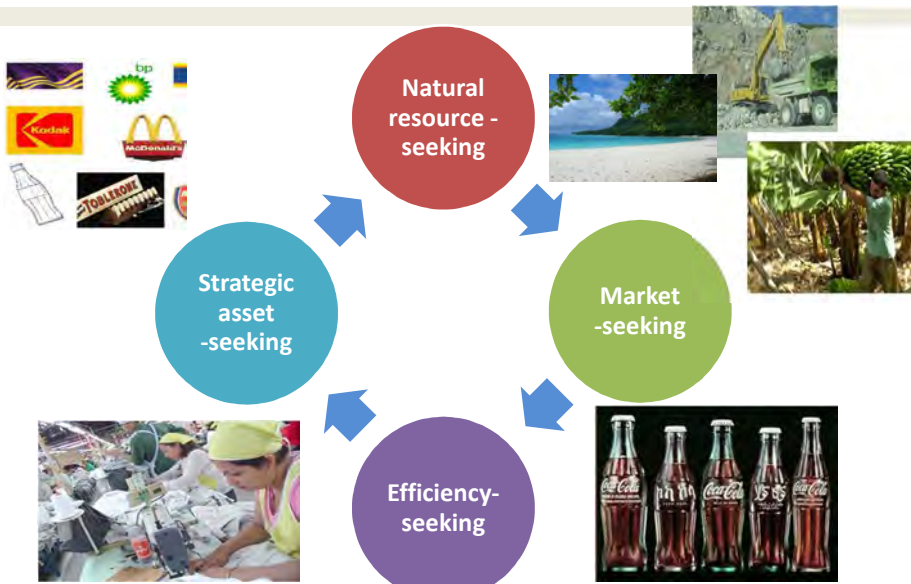 Natural
resource -
seeking
bp
Kodak
McDonald's
TOBLERONE
Strategic
asset
-seeking
Market
-seeking
Efficiency-
seeking
Coca-Cola
Coca-Cola
Coca-Cola